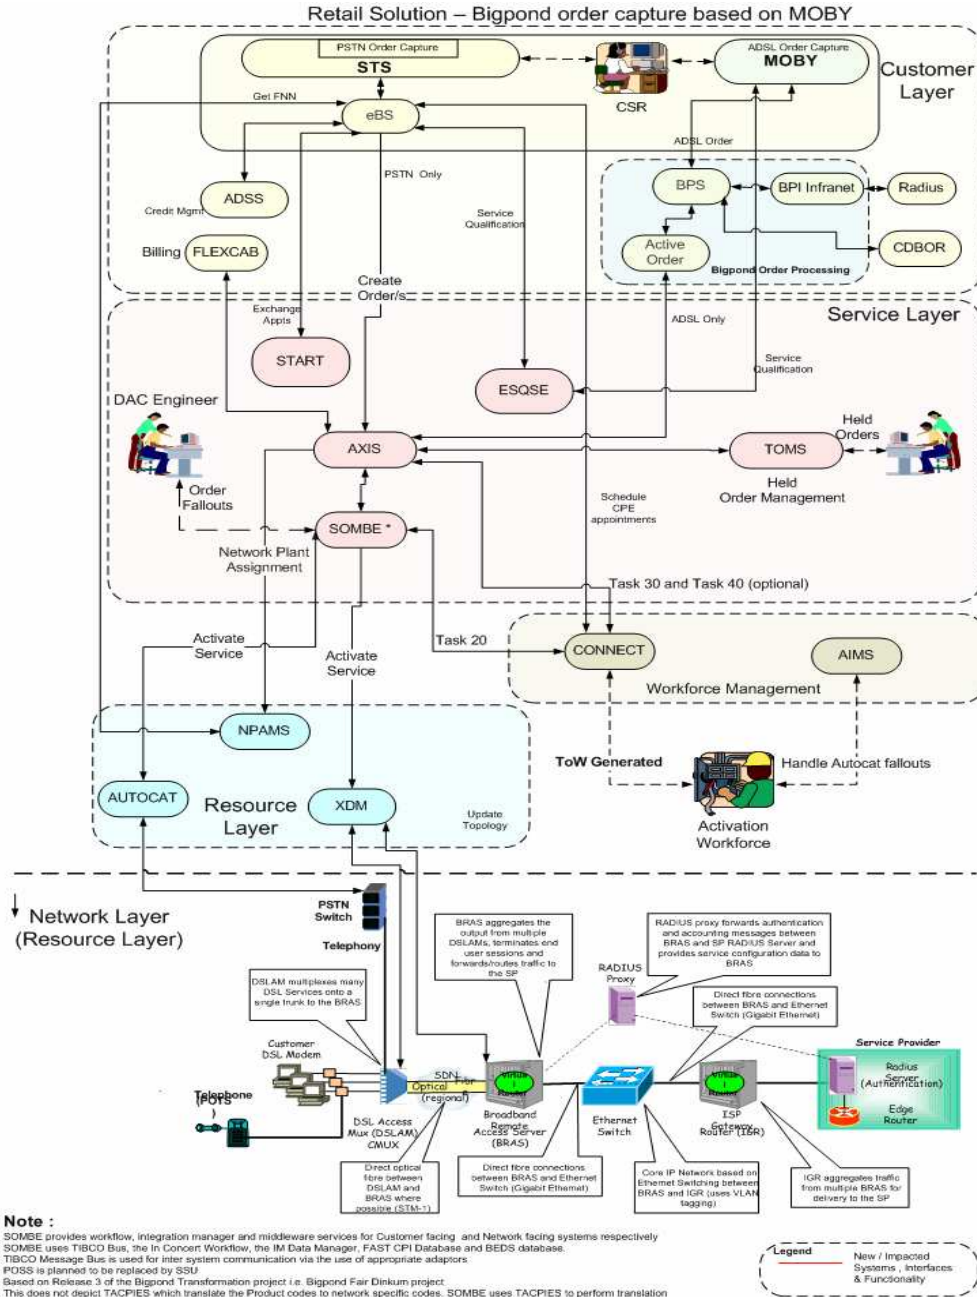 Retail Solution – Bigpond order capture based on MOBY
PSTN Order Capture
STS
ADSL Order Capture
MOBY
Customer
Layer
CSR
Get FNN
eBS
ADSL Order
PSTN Only
BPS
BPI Infranet
Radius
ADSS
Credit Mgmt
Service
Qualification
Active
Order
CDBOR
Billing
FLEXCAB
Bigpond Order Processing
Create
Order/s
Exchange
Appts
ADSL Only
Service Layer
START
Service
Qualification
ESQSE
DAC Engineer
Held
Orders
AXIS
TOMS
Held
Order Management
Order
Fallouts
Schedule
CPE
appointments
SOMBE *
Network Plant
Assignment
Task 30 and Task 40 (optional)
Activate
Service
Activate
Service
Task 20
CONNECT
AIMS
Workforce Management
NPAMS
ToW Generated
Handle Autocat fallouts
AUTOCAT
Resource
Layer
XDM
Update
Topology
Activation
Workforce
Network Layer
(Resource Layer)
PSTN
Switch
Telephony
BRAS aggregates the
output from multiple
DSLAMs, terminates end
user sessions and
forwards/routes traffic to
the SP
RADIUS proxy forwards authentication
and accounting messages between
BRAS and SP RADIUS Server and
provides service configuration data to
BRAS
RADIUS
Proxy
DSLAM multiplexes many
DSL Services onto a
single trunk to the BRAS
Direct fibre connections
between BRAS and Ethernet
Switch (Gigabit Ethernet)
Customer
DSL Modem
Service Provider
Radius
Server
(Authentication)
Edge
Router
SDN
Optical
Fibr
(regional)
Virtual
Router
Virtual
Router
Telephone
(POTS
)
DSL Access
Mux (DSLAM)
CMUX
Broadband
Remote
Access Server
(BRAS)
Ethernet
Switch
ISP
Gateway
Router (IGR)
Direct optical
fibre between
DSLAM and
BRAS where
possible (STM-1)
Direct fibre connections
between BRAS and Ethernet
Switch (Gigabit Ethernet)
Core IP Network based on
Ethernet Switching between
BRAS and IGR (uses VLAN
tagging)
IGR aggregates traffic
from multiple BRAS for
delivery to the SP
Note :
SOMBE provides workflow, integration manager and middleware services for Customer facing and Network facing systems respectively
SOMBE uses TIBCO Bus, the In Concert Workflow, the IM Data Manager, FAST CPI Database and BEDS database.
TIBCO Message Bus is used for inter system communication via the use of appropriate adaptors
POSS is planned to be replaced by SSU
Based on Release 3 of the Bigpond Transformation project i.e. Bigpond Fair Dinkum project
This does not depict TACPIES which translate the Product codes to network specific codes. SOMBE uses TACPIES to perform translation
Legend
New / Impacted
Systems , Interfaces
& Functionality